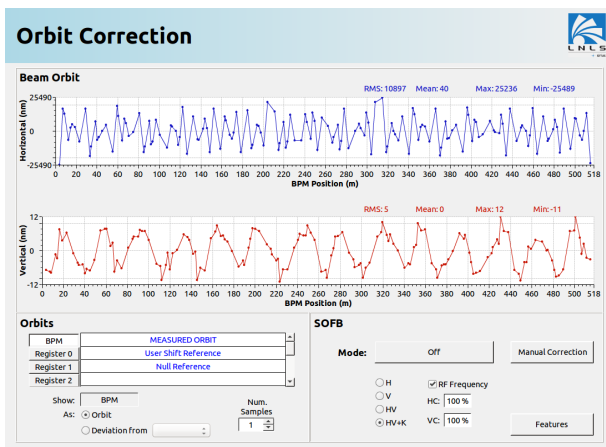 Orbit Correction
LNLS
Beam Orbit
RMS: 10897 Mean: 40 Max: 25236 Min: -25489
Horizontal (nm)
25490
0
-25490
0 20 40 60 80 100 120 140 160 180 200 220 240 260 280 300 320 340 360 380 400 420 440 460 480 500 518
BPM Position (m)
RMS: 5 Mean: 0 Max: 12 Min: -11
Vertical (nm)
12
0
-12
0 20 40 60 80 100 120 140 160 180 200 220 240 260 280 300 320 340 360 380 400 420 440 460 480 500 518
BPM Position (m)
Orbits
BPM MEASURED ORBIT
Register 0 User Shift Reference
Register 1 Null Reference
Register 2
Show: BPM
As: Orbit
Deviation from
Num.
Samples
1
SOFB
Mode: Off Manual Correction
H RF Frequency
V HC: 100 %
HV
HV+K VC: 100 % Features